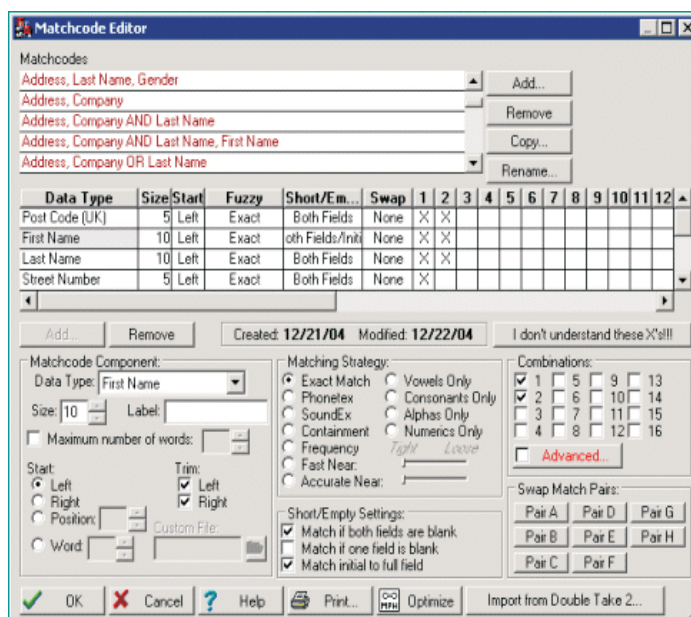 Matchcode Editor
Matchcodes
Address, Last Name, Gender
Address, Company
Address, Company AND Last Name
Address, Company AND Last Name, First Name
Address, Company OR Last Name
Add...
Remove
Copy...
Rename...
Data Type Size Start Fuzzy Short/Em... Swap 1 2 3 4 5 6 7 8 9 10 11 12
Post Code (UK) 5 Left Exact Both Fields None X X
First Name 10 Left Exact oth Fields/Initi None X X
Last Name 10 Left Exact Both Fields None X X
Street Number 5 Left Exact Both Fields None X
Add... Remove Created: 12/21/04 Modified: 12/22/04 I don't understand these X's!!!
Matchcode Component:
Data Type: First Name
Size: 10 Label:
Maximum number of words:
Start: Trim:
Left Left
Right Right
Position: Custom File:
Word:
Matching Strategy:
Exact Match Vowels Only
Phonetex Consonants Only
SoundEx Alphas Only
Containment Numerics Only
Frequency Tight Loose
Fast Near:
Accurate Near:
Short/Empty Settings:
Match if both fields are blank
Match if one field is blank
Match initial to full field
Combinations:
1 5 9 13
2 6 10 14
3 7 11 15
4 8 12 16
Advanced...
Swap Match Pairs:
Pair A Pair D Pair G
Pair B Pair E Pair H
Pair C Pair F
OK Cancel Help Print... MPH Optimize Import from Double Take 2...